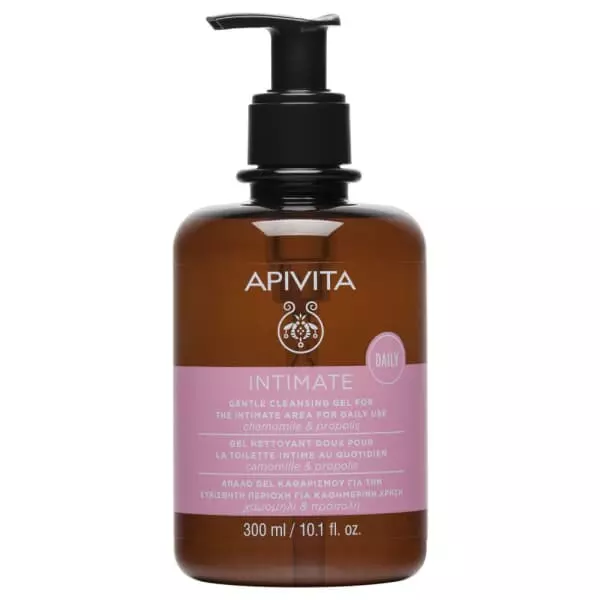 APIVITA
DAILY
INTIMATE
GENTLE CLEANSING GEL FOR
THE INTIMATE AREA FOR DAILY USE
chamomile & propolis
GEL NETTOYANT DOUX POUR
LA TOILETTE INTIME AU QUOTIDIEN
camomille & propolis
ΑΠΑΛΟ GEL ΚΑΘΑΡΙΣΜΟΥ ΓΙΑ ΤΗΝ
ΕΥΑΙΣΘΗΤΗ ΠΕΡΙΟΧΗ ΓΙΑ ΚΑΘΗΜΕΡΙΝΗ ΧΡΗΣΗ
χαμομήλι & πρόπολη
300 ml / 10.1 fl. oz.